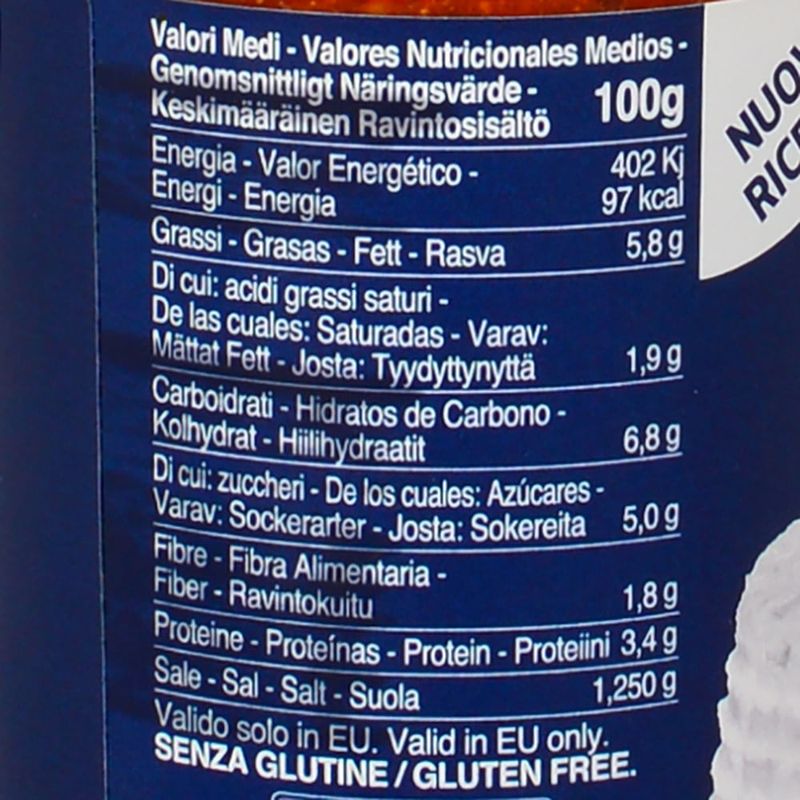 Valori Medi - Valores Nutricionales Medios -
Genomsnittligt Näringsvärde -
Keskimääräinen Ravintosisältö 100g
Energia - Valor Energético - 402 Kj
Energi - Energia 97 kcal
Grassi - Grasas - Fett - Rasva 5,8 g
Di cui: acidi grassi saturi -
De las cuales: Saturadas - Varav:
Mättat Fett - Josta: Tyydyttynyttä 1,9 g
Carboidrati - Hidratos de Carbono -
Kolhydrat - Hiilihydraatit 6,8 g
Di cui: zuccheri - De los cuales: Azúcares -
Varav: Sockerarter - Josta: Sokereita 5,0 g
Fibre - Fibra Alimentaria -
Fiber - Ravintokuitu 1,8 g
Proteine - Proteínas - Protein - Proteiini 3,4 g
Sale - Sal - Salt - Suola 1,250 g
Valido solo in EU. Valid in EU only.
SENZA GLUTINE / GLUTEN FREE.